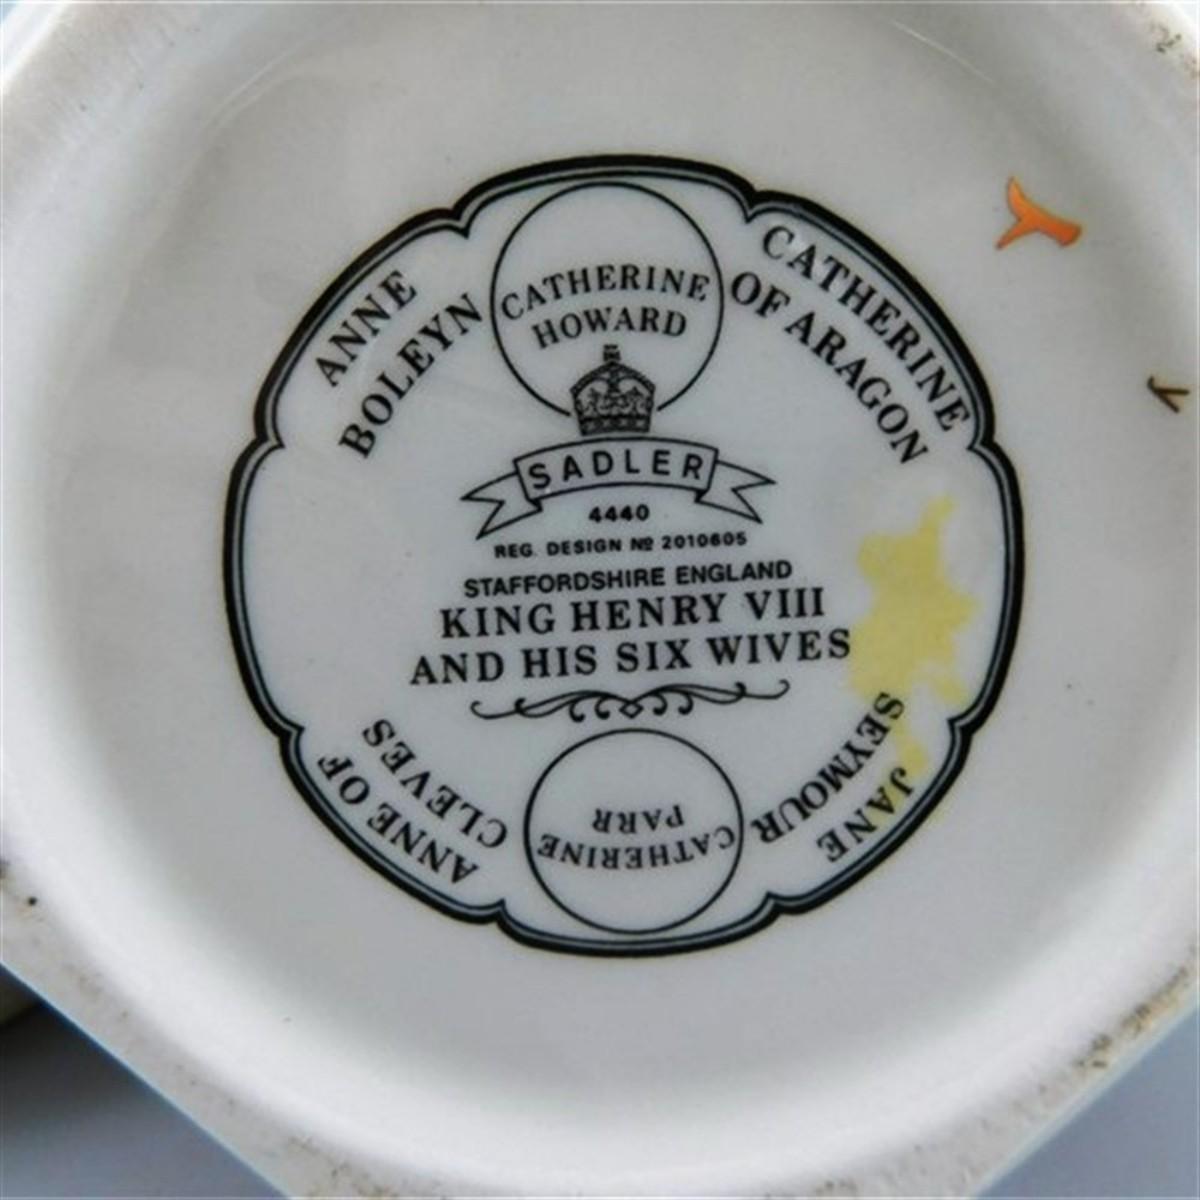 CATHERINE
HOWARD
ANNE
BOLEYN
CATHERINE
OF ARAGON
SADLER
4440
REG. DESIGN Nº 2010605
STAFFORDSHIRE ENGLAND
KING HENRY VIII
AND HIS SIX WIVES
ANNE OF
CLEVES
CATHERINE
PARR
JANE
SEYMOUR
y